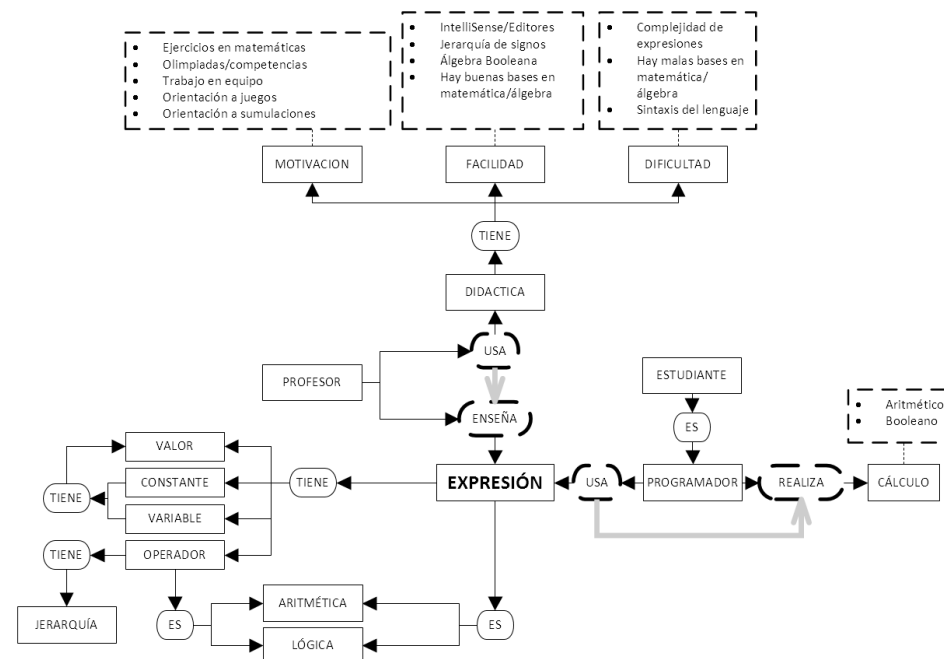 Ejercicios en matemáticas
Olimpiadas/competencias
Trabajo en equipo
Orientación a juegos
Orientación a sumulaciones
IntelliSense/Editores
Jerarquía de signos
Álgebra Booleana
Hay buenas bases en
matemática/álgebra
Complejidad de
expresiones
Hay malas bases en
matemática/
álgebra
Sintaxis del lenguaje
MOTIVACION
FACILIDAD
DIFICULTAD
TIENE
DIDACTICA
USA
PROFESOR
ENSEÑA
ESTUDIANTE
ES
Aritmético
Booleano
VALOR
CONSTANTE
VARIABLE
OPERADOR
TIENE
TIENE
TIENE
EXPRESIÓN
USA
PROGRAMADOR
REALIZA
CÁLCULO
JERARQUÍA
ES
ARITMÉTICA
LÓGICA
ES